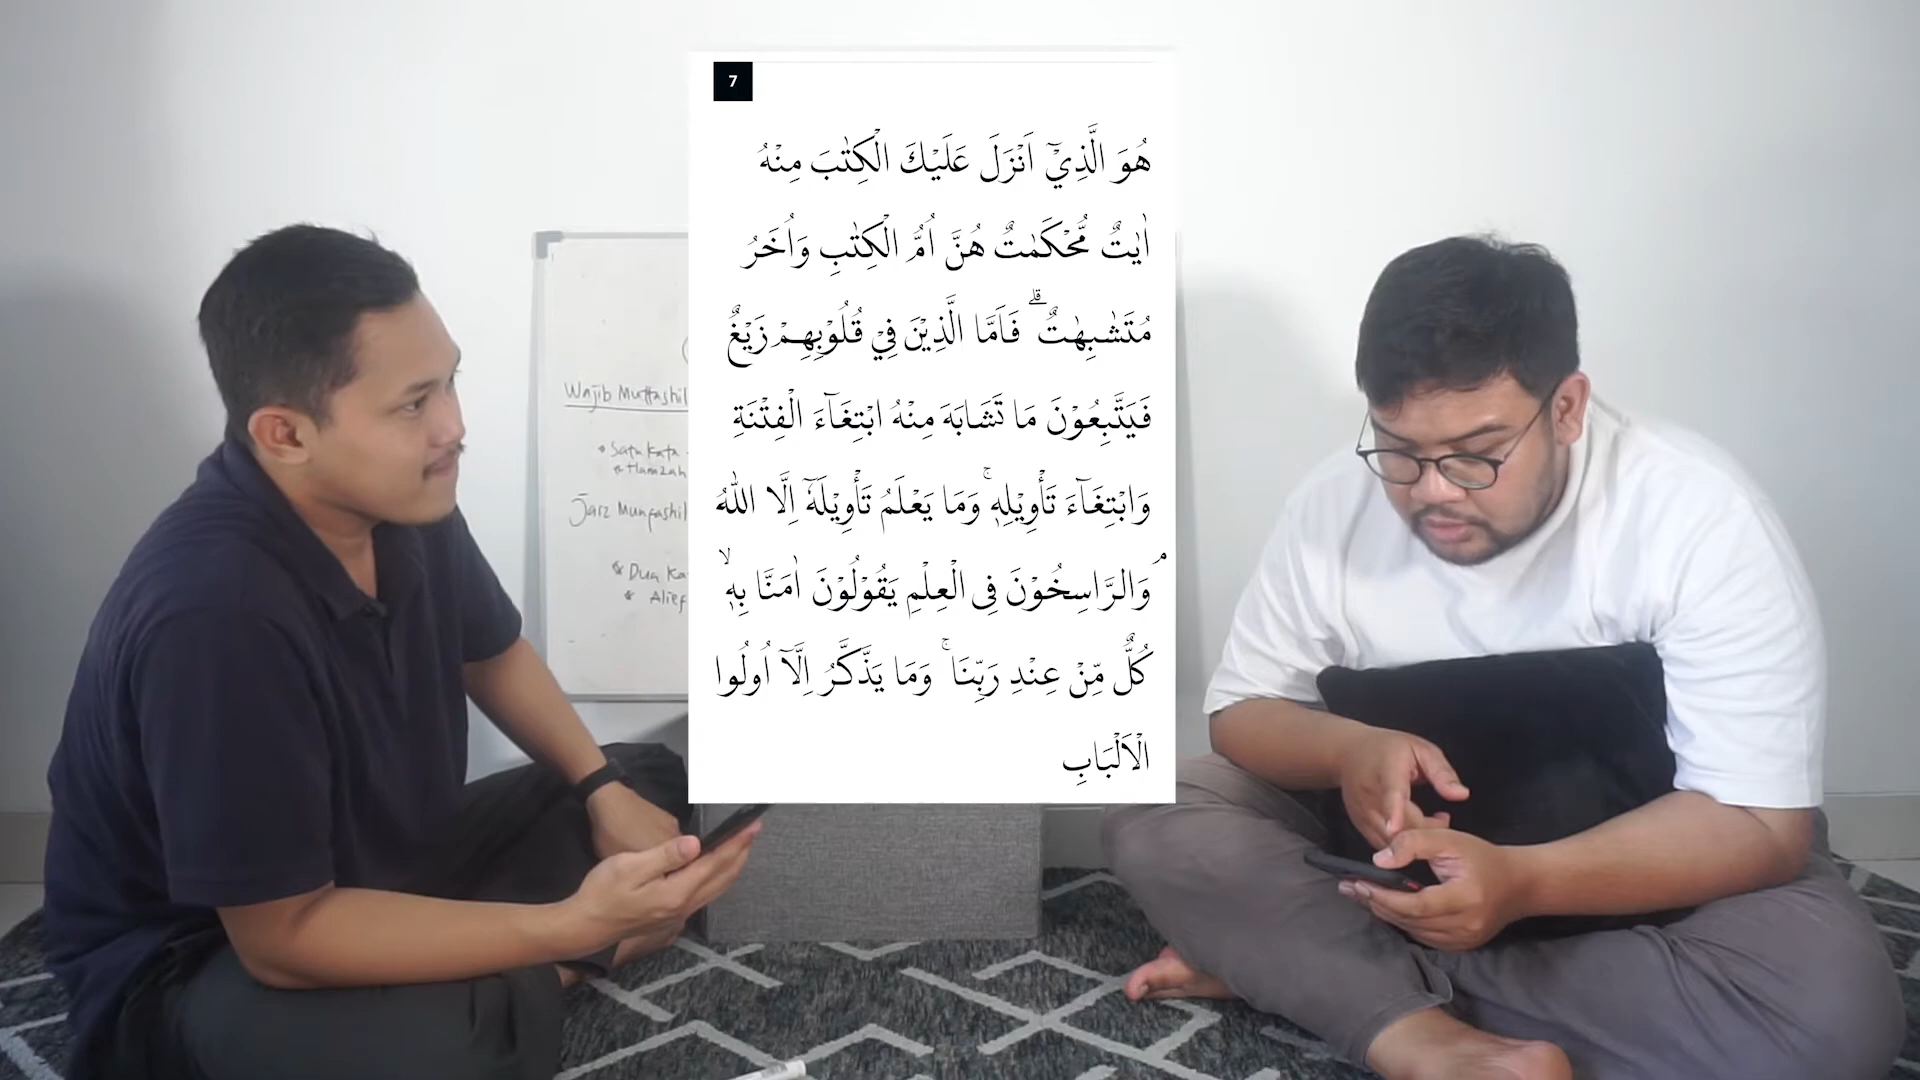 7
هُوَ الَّذِيْٓ اَنْزَلَ عَلَيْكَ الْكِتٰبَ مِنْهُ
اٰيٰتٌ مُّحْكَمٰتٌ هُنَّ اُمُّ الْكِتٰبِ وَاُخَرُ
مُتَشٰبِهٰتٌ ۗ فَاَمَّا الَّذِيْنَ فِيْ قُلُوْبِهِمْ زَيْغٌ
فَيَتَّبِعُوْنَ مَا تَشَابَهَ مِنْهُ ابْتِغَاۤءَ الْفِتْنَةِ
وَابْتِغَاۤءَ تَأْوِيْلِهٖۚ وَمَا يَعْلَمُ تَأْوِيْلَهٗٓ اِلَّا اللّٰهُ
ۘ وَالرَّاسِخُوْنَ فِى الْعِلْمِ يَقُوْلُوْنَ اٰمَنَّا بِهٖۙ
كُلٌّ مِّنْ عِنْدِ رَبِّنَا ۚ وَمَا يَذَّكَّرُ اِلَّآ اُولُوا
الْاَلْبَابِ
Wajib Muttashil
* Satu Kata
* Hamzah
Jaiz Munfashil
* Dua Ka
* Alief